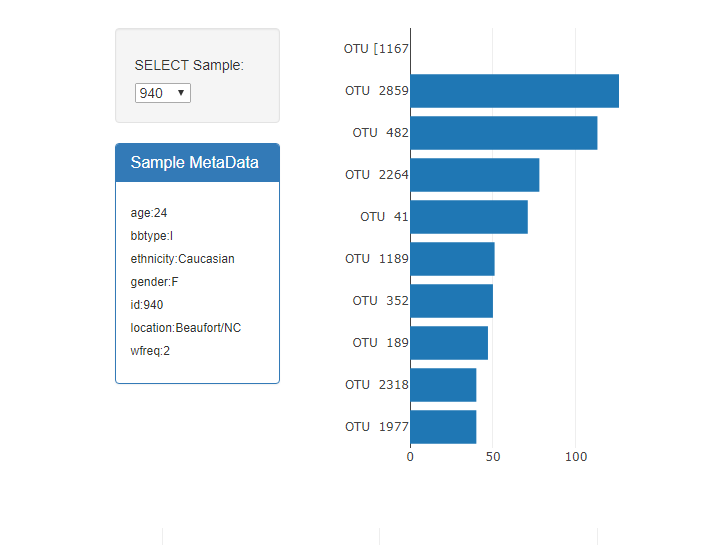 SELECT Sample:
940
Sample MetaData
age:24
bbtype:I
ethnicity:Caucasian
gender:F
id:940
location:Beaufort/NC
wfreq:2
OTU [1167
OTU 2859
OTU 482
OTU 2264
OTU 41
OTU 1189
OTU 352
OTU 189
OTU 2318
OTU 1977
0 50 100